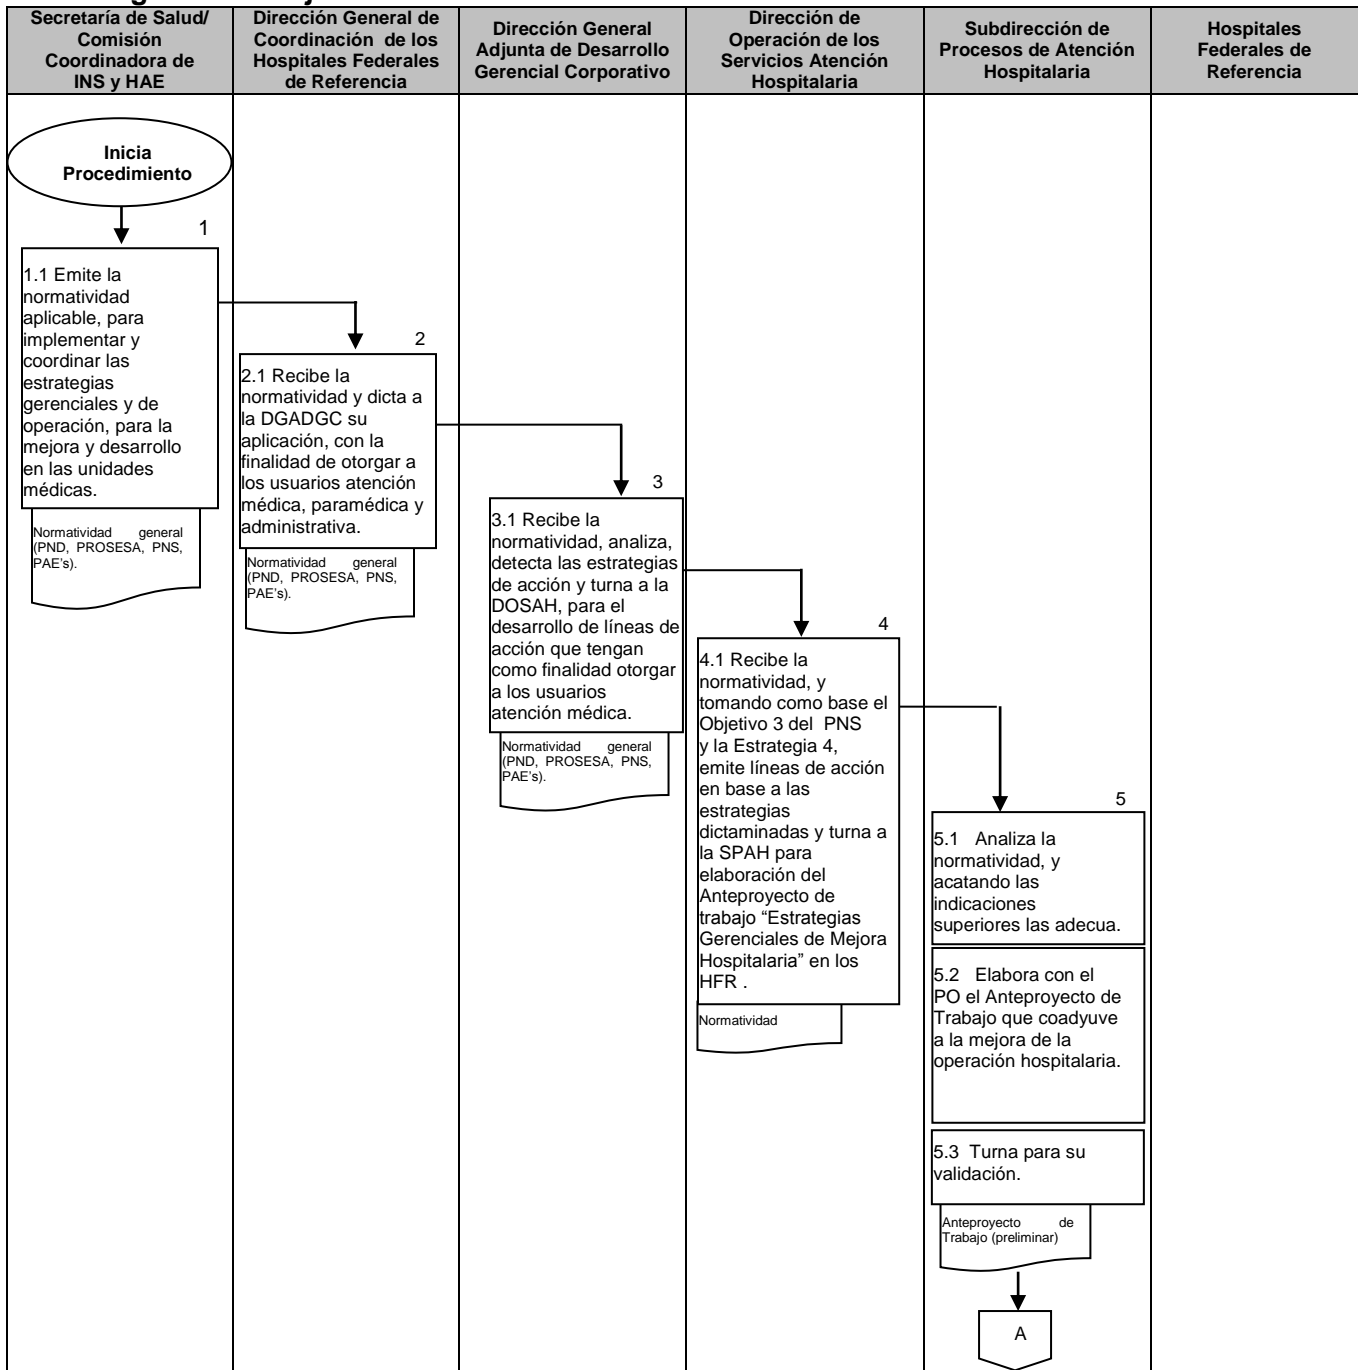 Secretaría de Salud/
Comisión
Coordinadora de
INS y HAE
Dirección General de
Coordinación de los
Hospitales Federales
de Referencia
Dirección General
Adjunta de Desarrollo
Gerencial Corporativo
Dirección de
Operación de los
Servicios Atención
Hospitalaria
Subdirección de
Procesos de Atención
Hospitalaria
Hospitales
Federales de
Referencia
Inicia
Procedimiento
1
1.1 Emite la
normatividad
aplicable, para
implementar y
coordinar las
estrategias
gerenciales y de
operación, para la
mejora y desarrollo
en las unidades
médicas.
Normatividad general
(PND, PROSESA, PNS,
PAE's).
2
2.1 Recibe la
normatividad y dicta a
la DGADGC su
aplicación, con la
finalidad de otorgar a
los usuarios atención
médica, paramédica y
administrativa.
Normatividad general
(PND, PROSESA, PNS,
PAE's).
3
3.1 Recibe la
normatividad, analiza,
detecta las estrategias
de acción y turna a la
DOSAH, para el
desarrollo de líneas de
acción que tengan
como finalidad otorgar
a los usuarios
atención médica.
Normatividad general
(PND, PROSESA, PNS,
PAE's).
4
4.1 Recibe la
normatividad, y
tomando como base el
Objetivo 3 del PNS
y la Estrategia 4,
emite líneas de acción
en base a las
estrategias
dictaminadas y turna a
la SPAH para
elaboración del
Anteproyecto de
trabajo “Estrategias
Gerenciales de Mejora
Hospitalaria” en los
HFR .
Normatividad
5
5.1 Analiza la
normatividad, y
acatando las
indicaciones
superiores las adecua.
5.2 Elabora con el
PO el Anteproyecto de
Trabajo que coadyuve
a la mejora de la
operación hospitalaria.
5.3 Turna para su
validación.
Anteproyecto de
Trabajo (preliminar)
A